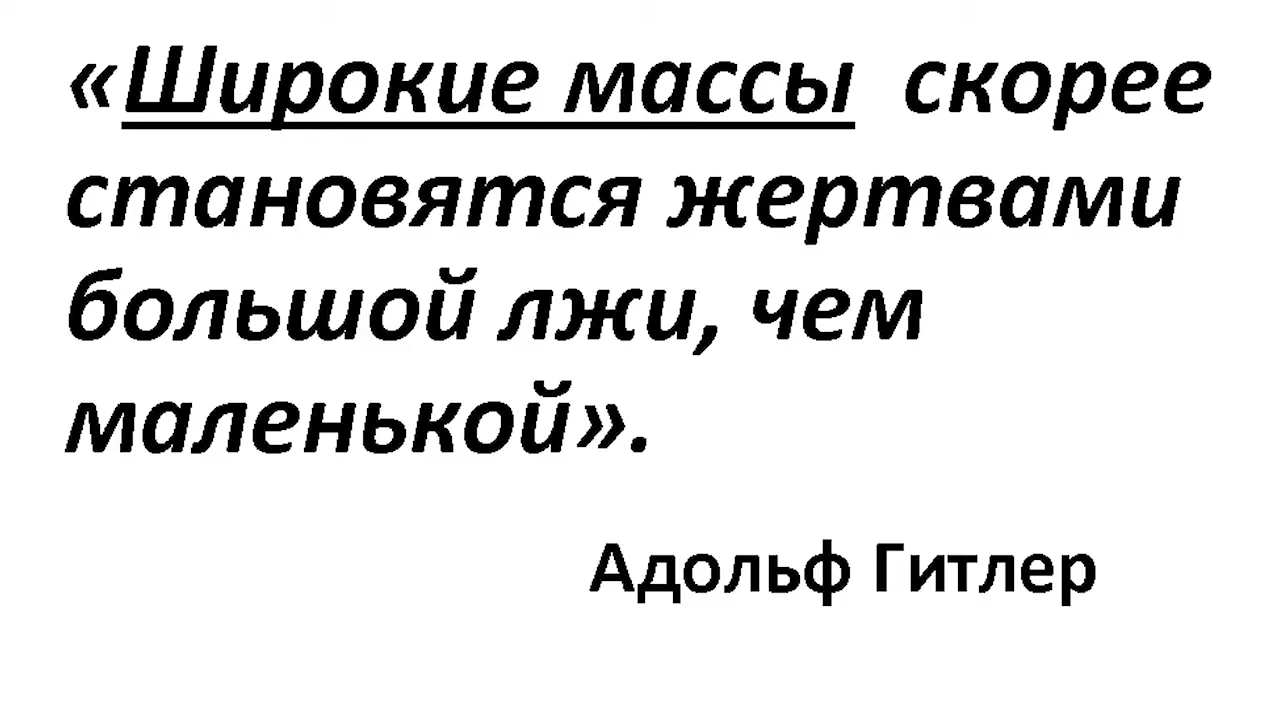 «Широкие массы скорее
становятся жертвами
большой лжи, чем
маленькой».
Адольф Гитлер